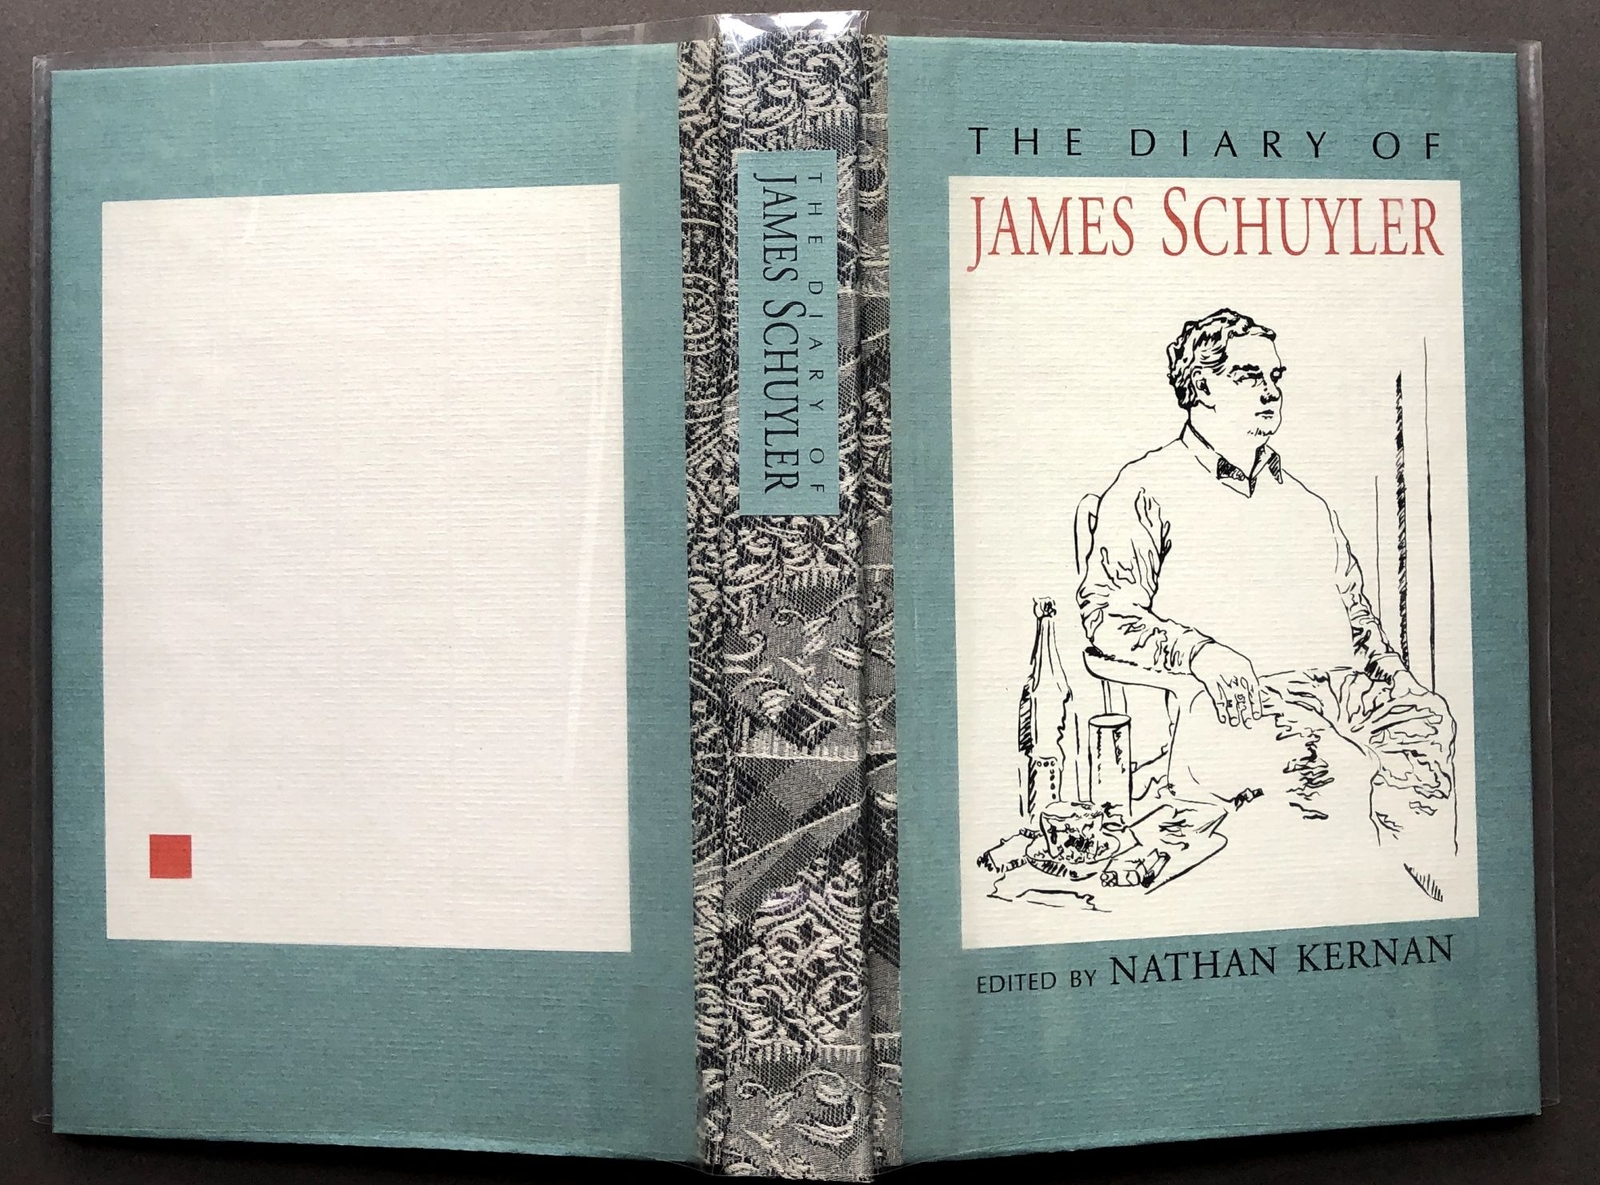 THE DIARY OF
JAMES SCHUYLER
THE DIARY OF
JAMES SCHUYLER
EDITED BY NATHAN KERNAN